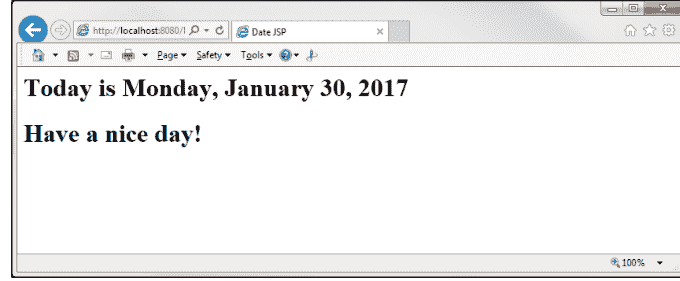 http://localhost:8080/
Date JSP
Page Safety Tools
Today is Monday, January 30, 2017
Have a nice day!
100%